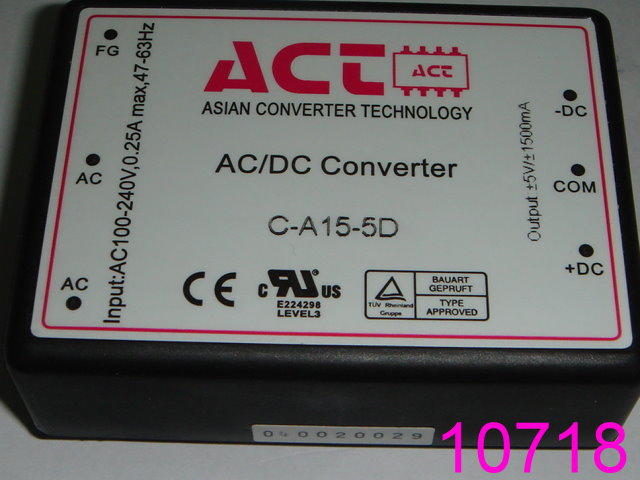 FG
AC
AC
Input:AC100-240V,0.25A max,47-63Hz
ACT
ACT
ASIAN CONVERTER TECHNOLOGY
AC/DC Converter
C-A15-5D
CE
c RU US
E224298
LEVEL3
TÜV Rheinland
Gruppe
BAUART
GEPRUFT
TYPE
APPROVED
Output ±5V/±1500mA
-DC
COM
+DC
10718